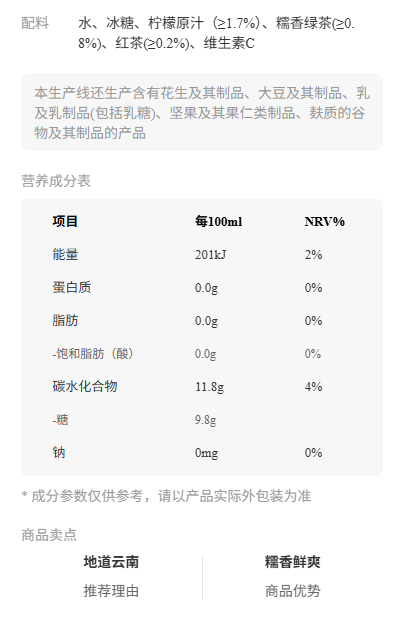 配料 水、冰糖、柠檬原汁（≥1.7%）、糯香绿茶(≥0.
8%)、红茶(≥0.2%)、维生素C
本生产线还生产含有花生及其制品、大豆及其制品、乳
及乳制品(包括乳糖)、坚果及其果仁类制品、麸质的谷
物及其制品的产品
营养成分表
项目 每100ml NRV%
能量 201kJ 2%
蛋白质 0.0g 0%
脂肪 0.0g 0%
-饱和脂肪（酸） 0.0g 0%
碳水化合物 11.8g 4%
-糖 9.8g
钠 0mg 0%
* 成分参数仅供参考，请以产品实际外包装为准
商品卖点
地道云南 糯香鲜爽
推荐理由 商品优势